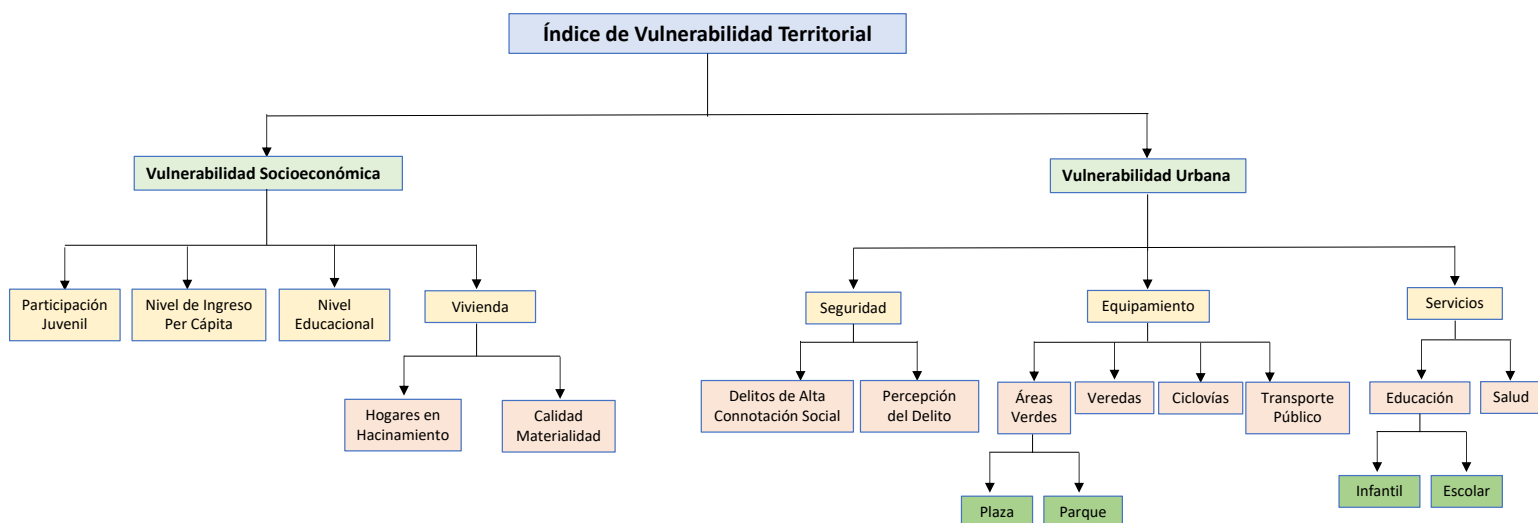 Índice de Vulnerabilidad Territorial
Vulnerabilidad Socioeconómica
Vulnerabilidad Urbana
Participación
Juvenil
Nivel de Ingreso
Per Cápita
Nivel
Educacional
Vivienda
Seguridad
Equipamiento
Servicios
Hogares en
Hacinamiento
Calidad
Materialidad
Delitos de Alta
Connotación Social
Percepción
del Delito
Áreas
Verdes
Veredas
Ciclovías
Transporte
Público
Educación
Salud
Plaza
Parque
Infantil
Escolar